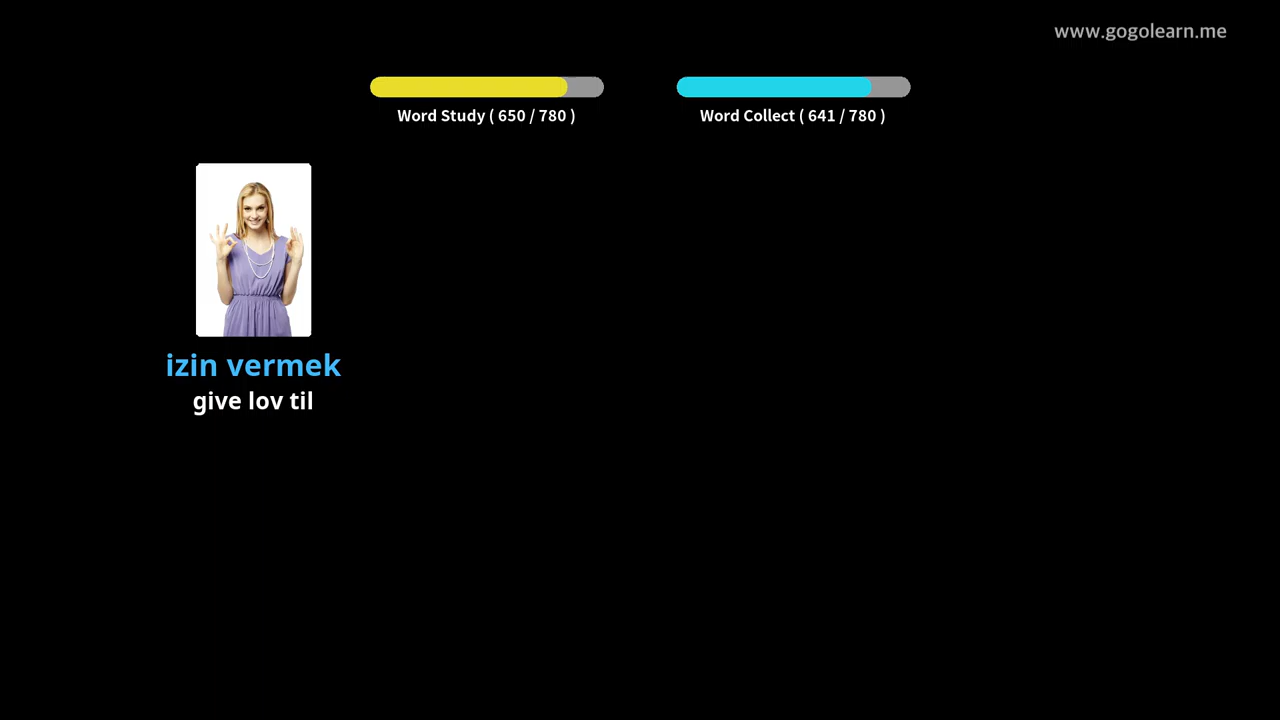 www.gogolearn.me
Word Study ( 650 / 780 )
Word Collect ( 641 / 780 )
izin vermek
give lov til